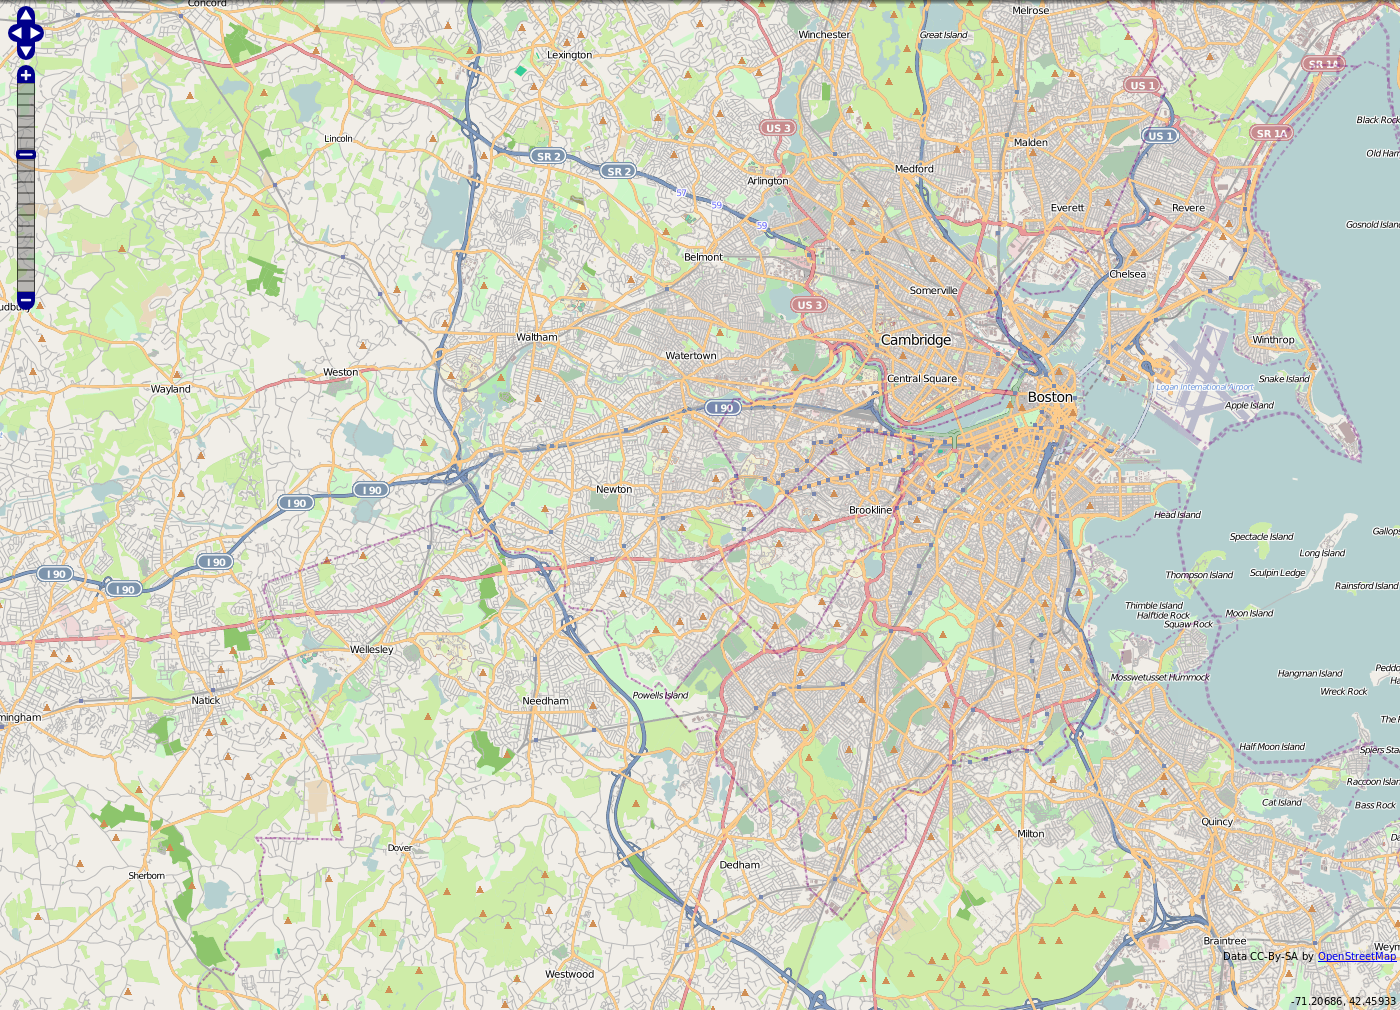 Concord
Melrose
Winchester
Great Island
Lexington
SR 1A
US 1
Black Rock
US 3
US 1
SR 1A
Lincoln
Malden
Old Har
SR 2
SR 2
Medford
Arlington
57
59
Everett
Revere
59
Gosnold Island
Belmont
Chelsea
Somerville
US 3
Waltham
Cambridge
Winthrop
Watertown
Weston
Central Square
Snake Island
Wayland
Logan International Airport
Boston
I 90
Apple Island
Newton
I 90
I 90
Brookline
Head Island
Spectacle Island
Gallops
Long Island
I 90
I 90
Thompson Island
Sculpin Ledge
I 90
Rainsford Island
Thimble Island
Halftide Rock
Moon Island
Squaw Rock
Wellesley
Hangman Island
Peddo
Mosswetusset Hummock
Ha
Wreck Rock
Powells Island
Natick
Needham
mingham
The P
Half Moon Island
Spiers Sta
Raccoon Islan
Cat Island
Bass Rock
Quincy
Milton
Da
Dover
Dedham
Sherborn
Braintree
Weym
Data CC-By-SA by OpenStreetMap
Westwood
-71.20686, 42.45933